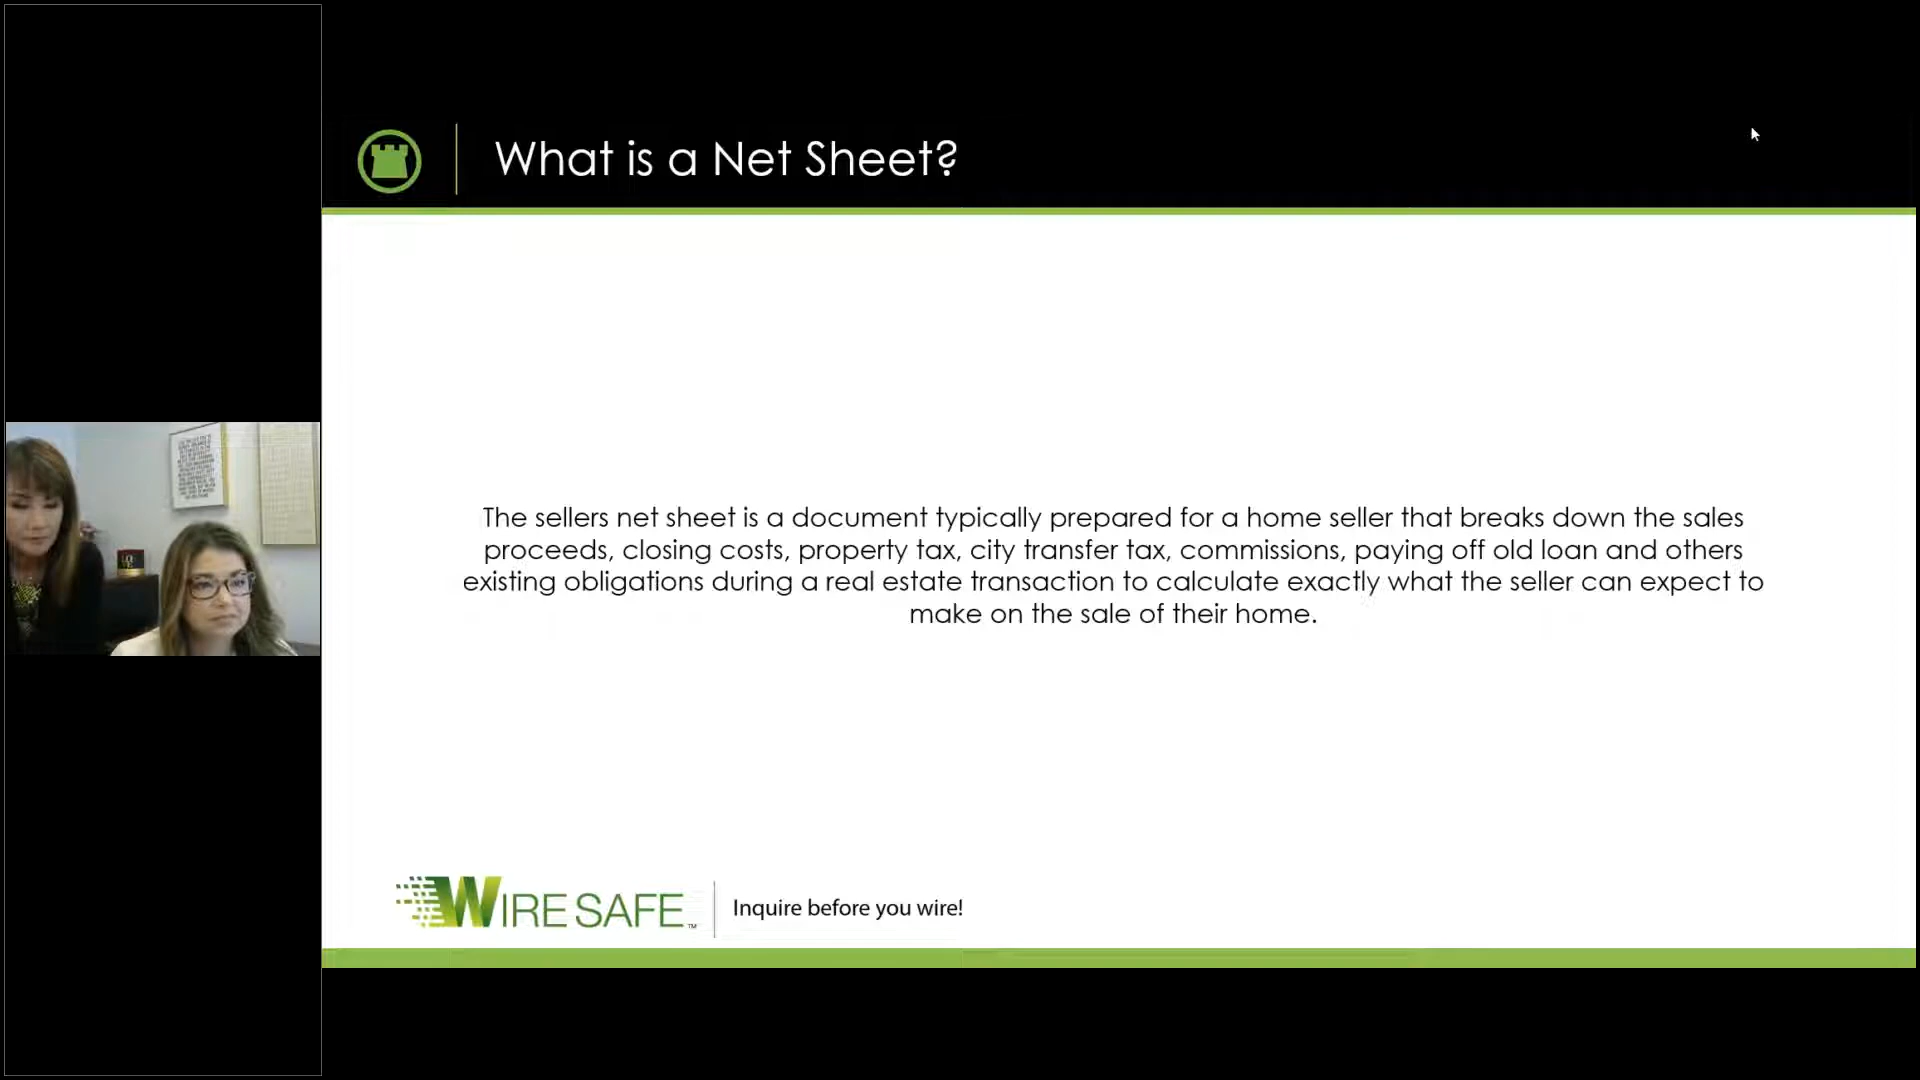 What is a Net Sheet?
The sellers net sheet is a document typically prepared for a home seller that breaks down the sales
proceeds, closing costs, property tax, city transfer tax, commissions, paying off old loan and others
existing obligations during a real estate transaction to calculate exactly what the seller can expect to
make on the sale of their home.
WIRE SAFE™
Inquire before you wire!